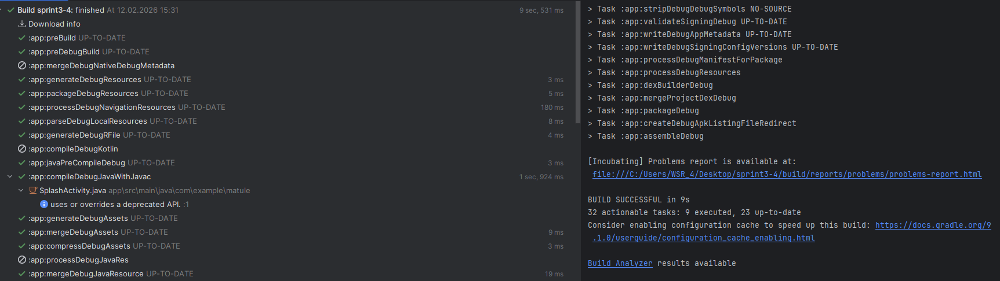 Build sprint3-4: finished At 12.02.2026 15:31 9 sec, 531 ms
Download info
:app:preBuild UP-TO-DATE
:app:preDebugBuild UP-TO-DATE
:app:mergeDebugNativeDebugMetadata
:app:generateDebugResources UP-TO-DATE 3 ms
:app:packageDebugResources UP-TO-DATE 5 ms
:app:processDebugNavigationResources UP-TO-DATE 180 ms
:app:parseDebugLocalResources UP-TO-DATE 8 ms
:app:generateDebugRFile UP-TO-DATE 4 ms
:app:compileDebugKotlin
:app:javaPreCompileDebug UP-TO-DATE 3 ms
:app:compileDebugJavaWithJavac 1 sec, 924 ms
SplashActivity.java app\src\main\java\com\example\matule
uses or overrides a deprecated API. :1
:app:generateDebugAssets UP-TO-DATE
:app:mergeDebugAssets UP-TO-DATE 9 ms
:app:compressDebugAssets UP-TO-DATE 3 ms
:app:processDebugJavaRes
:app:mergeDebugJavaResource UP-TO-DATE 19 ms
> Task :app:stripDebugDebugSymbols NO-SOURCE
> Task :app:validateSigningDebug UP-TO-DATE
> Task :app:writeDebugAppMetadata UP-TO-DATE
> Task :app:writeDebugSigningConfigVersions UP-TO-DATE
> Task :app:processDebugManifestForPackage
> Task :app:processDebugResources
> Task :app:dexBuilderDebug
> Task :app:mergeProjectDexDebug
> Task :app:packageDebug
> Task :app:createDebugApkListingFileRedirect
> Task :app:assembleDebug
[Incubating] Problems report is available at:
file:///C:/Users/WSR_4/Desktop/sprint3-4/build/reports/problems/problems-report.html
BUILD SUCCESSFUL in 9s
32 actionable tasks: 9 executed, 23 up-to-date
Consider enabling configuration cache to speed up this build: https://docs.gradle.org/9
.1.0/userguide/configuration_cache_enabling.html
Build Analyzer results available